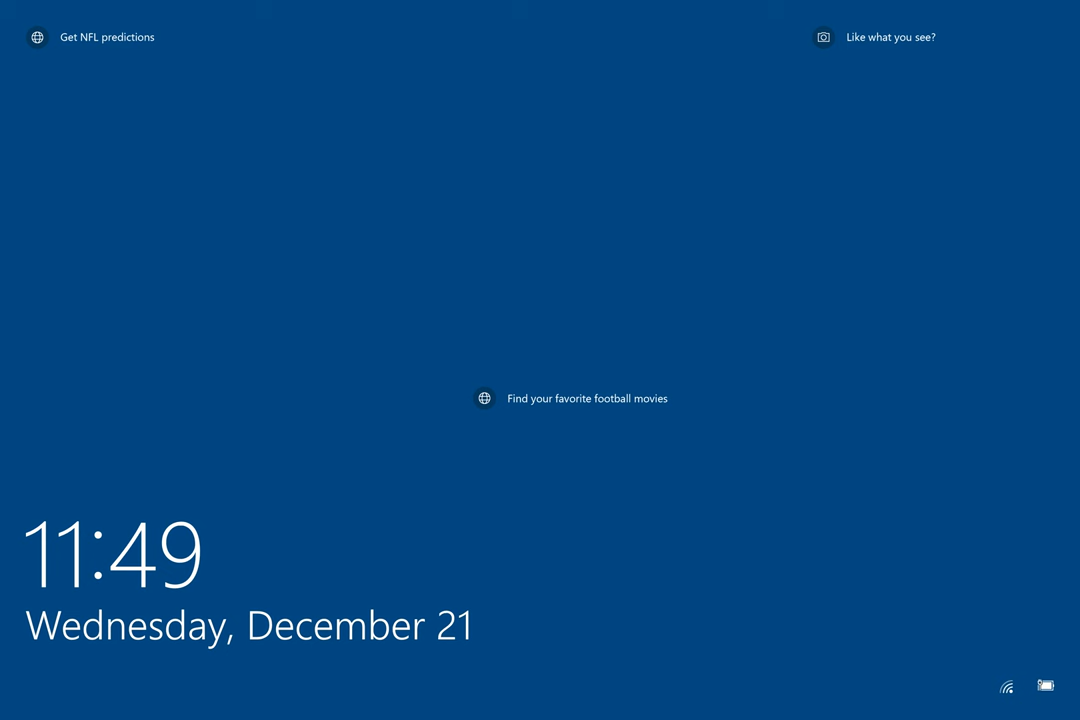 Get NFL predictions
Like what you see?
Find your favorite football movies
11:49
Wednesday, December 21